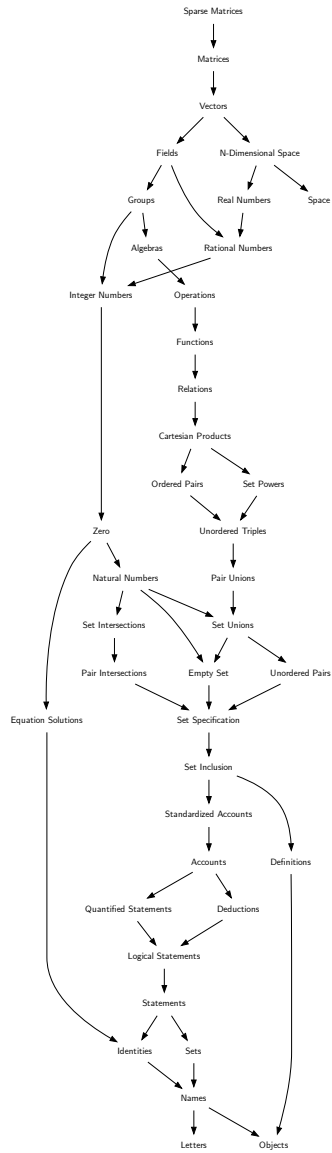 Sparse Matrices
Matrices
Vectors
Fields
N-Dimensional Space
Groups
Real Numbers
Space
Algebras
Rational Numbers
Integer Numbers
Operations
Functions
Relations
Cartesian Products
Ordered Pairs
Set Powers
Zero
Unordered Triples
Natural Numbers
Pair Unions
Set Intersections
Set Unions
Pair Intersections
Empty Set
Unordered Pairs
Equation Solutions
Set Specification
Set Inclusion
Standardized Accounts
Accounts
Definitions
Quantified Statements
Deductions
Logical Statements
Statements
Identities
Sets
Names
Letters
Objects